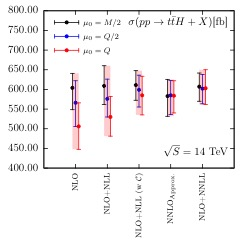 800.00
750.00
700.00
650.00
600.00
550.00
500.00
450.00
400.00
μ₀ = M/2
μ₀ = Q/2
μ₀ = Q
σ(pp → tt̄H + X)[fb]
√S = 14 TeV
NLO
NLO+NLL
NLO+NLL (w C)
NNLO_Approx
NLO+NNLL